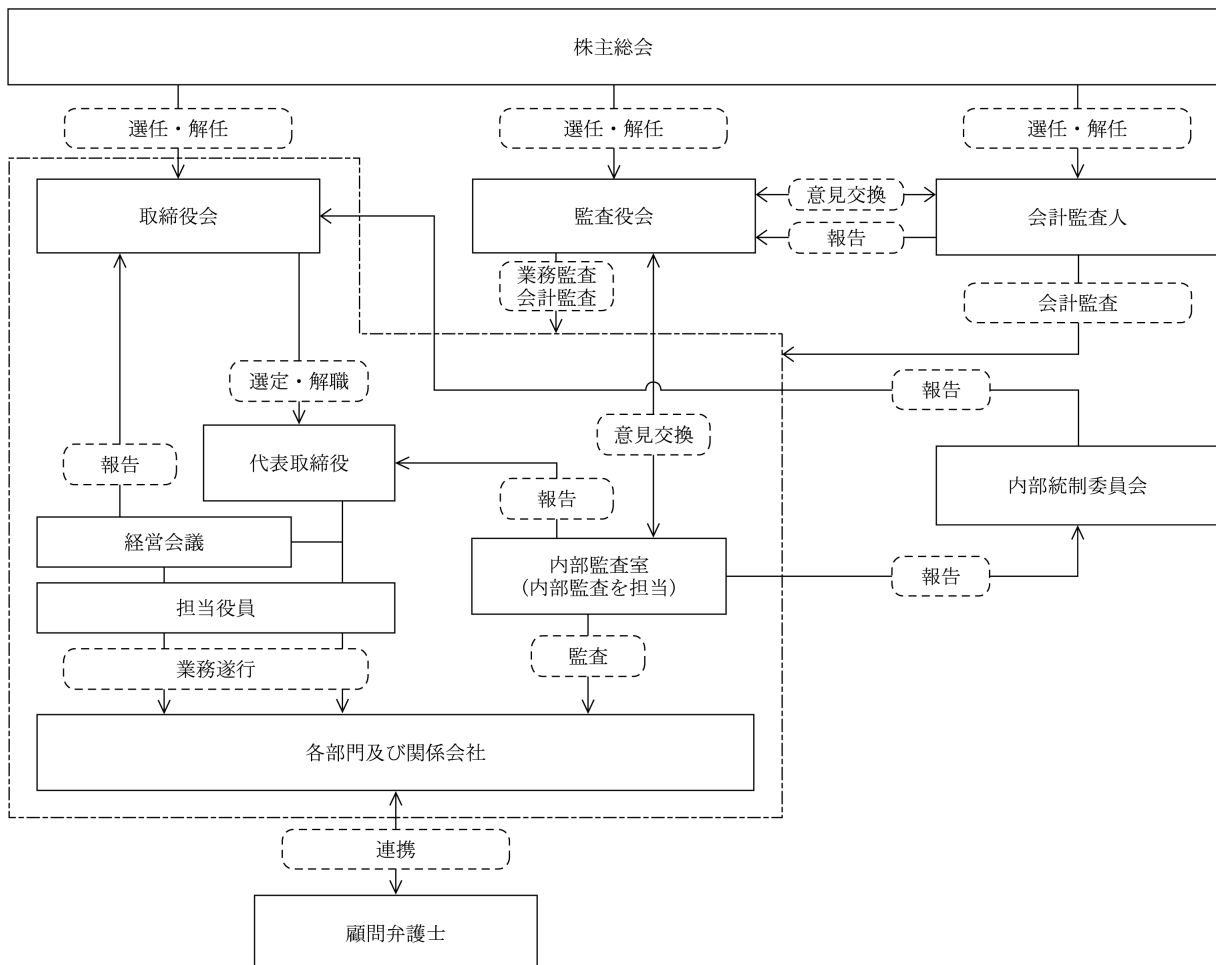 株主総会
選任・解任
選任・解任
選任・解任
取締役会
監査役会
意見交換
会計監査人
報告
業務監査
会計監査
会計監査
選定・解職
報告
意見交換
報告
代表取締役
報告
内部統制委員会
経営会議
内部監査室
(内部監査を担当)
報告
担当役員
業務遂行
監査
各部門及び関係会社
連携
顧問弁護士